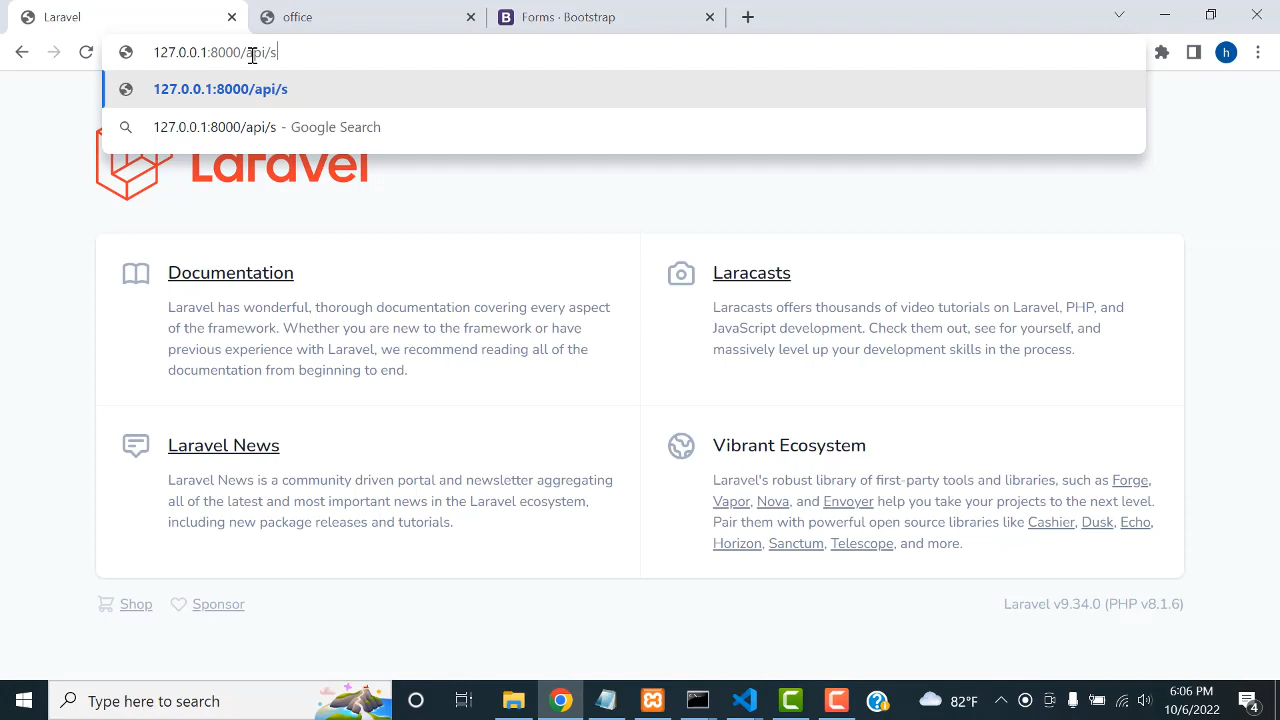 Laravel
office
Forms · Bootstrap
127.0.0.1:8000/api/s
h
127.0.0.1:8000/api/s
127.0.0.1:8000/api/s - Google Search
Laravel
Documentation
Laravel has wonderful, thorough documentation covering every aspect
of the framework. Whether you are new to the framework or have
previous experience with Laravel, we recommend reading all of the
documentation from beginning to end.
Laracasts
Laracasts offers thousands of video tutorials on Laravel, PHP, and
JavaScript development. Check them out, see for yourself, and
massively level up your development skills in the process.
Laravel News
Laravel News is a community driven portal and newsletter aggregating
all of the latest and most important news in the Laravel ecosystem,
including new package releases and tutorials.
Vibrant Ecosystem
Laravel's robust library of first-party tools and libraries, such as Forge,
Vapor, Nova, and Envoyer help you take your projects to the next level.
Pair them with powerful open source libraries like Cashier, Dusk, Echo,
Horizon, Sanctum, Telescope, and more.
Shop
Sponsor
Laravel v9.34.0 (PHP v8.1.6)
Type here to search
82°F
6:06 PM
10/6/2022
4